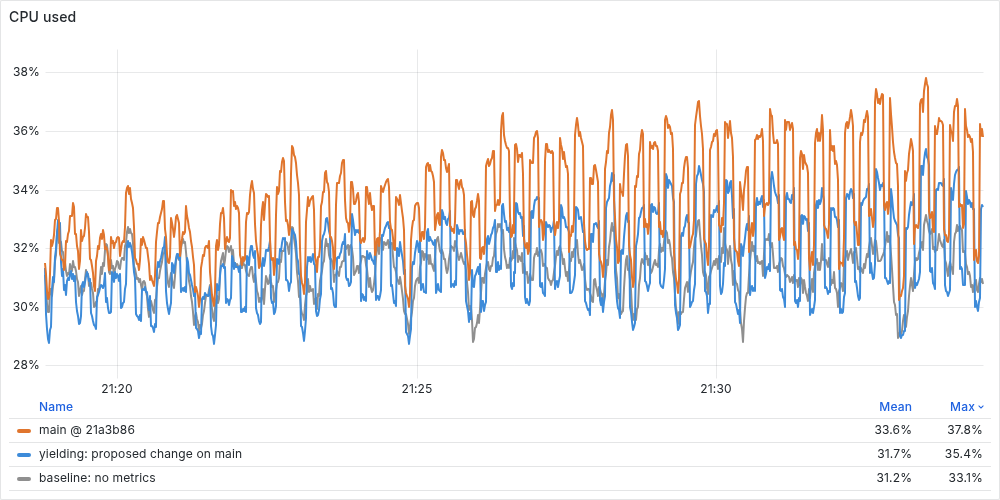 CPU used
38%
36%
34%
32%
30%
28%
21:20 21:25 21:30
Name Mean Max
main @ 21a3b86 33.6% 37.8%
yielding: proposed change on main 31.7% 35.4%
baseline: no metrics 31.2% 33.1%